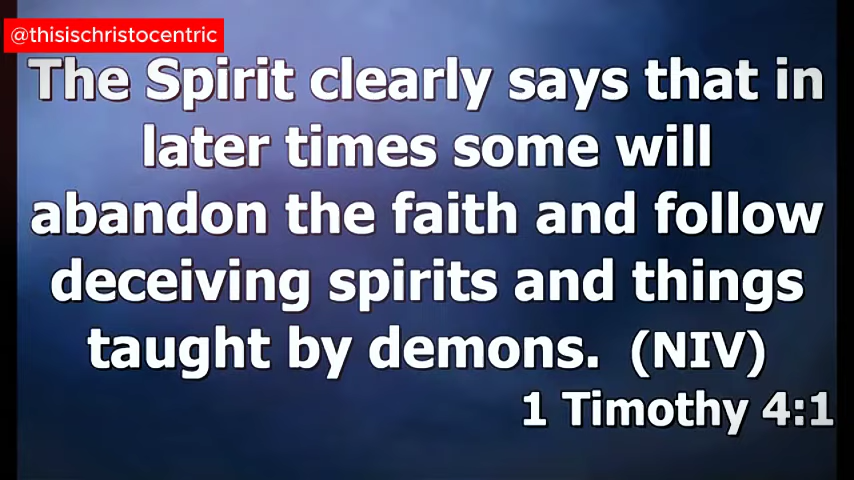 @thisischristocentric
The Spirit clearly says that in
later times some will
abandon the faith and follow
deceiving spirits and things
taught by demons. (NIV)
1 Timothy 4:1